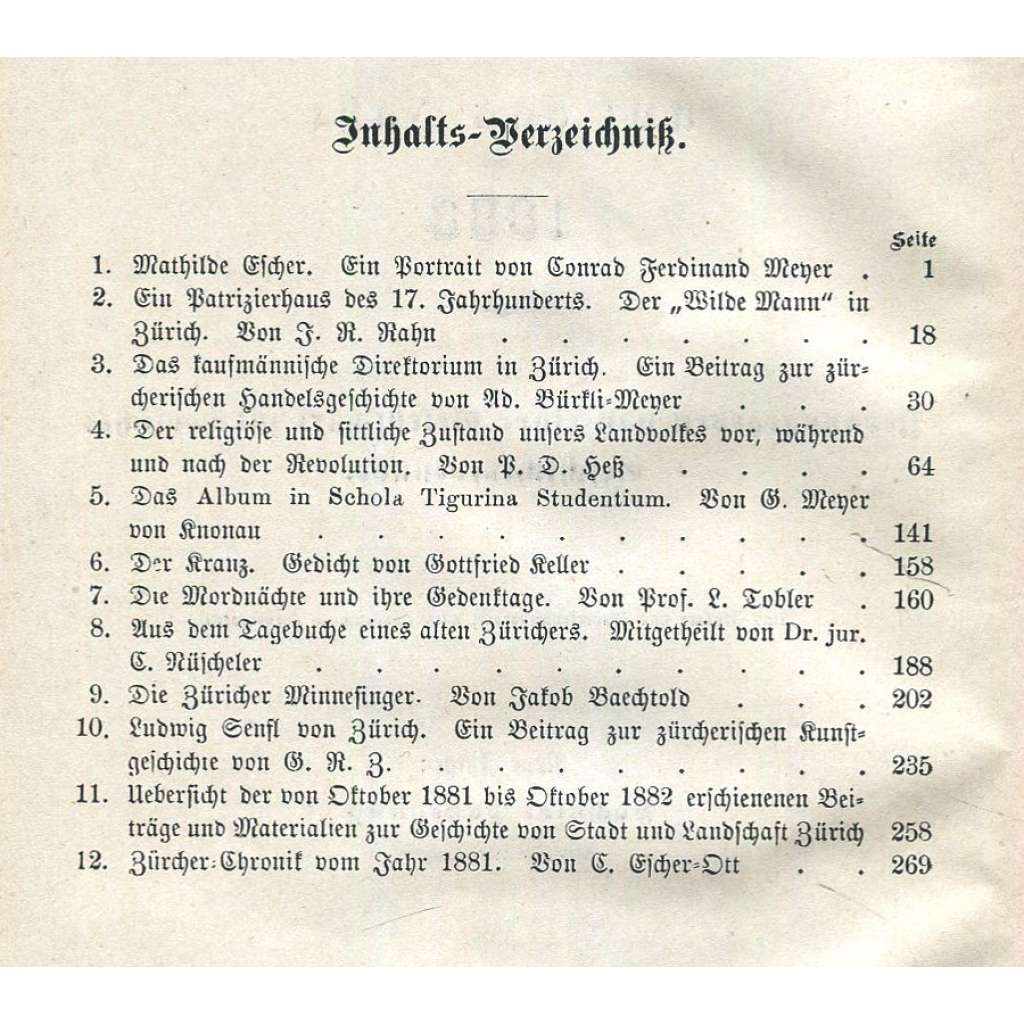 Inhalts-Verzeichniß.
Seite
1. Mathilde Escher. Ein Portrait von Conrad Ferdinand Meyer . 1
2. Ein Patrizierhaus des 17. Jahrhunderts. Der „Wilde Mann“ in
Zürich. Von J. R. Rahn . . . . . . . 18
3. Das kaufmännische Direktorium in Zürich. Ein Beitrag zur zür-
cherischen Handelsgeschichte von Ad. Bürkli-Meyer . . . 30
4. Der religiöse und sittliche Zustand unsers Landvolkes vor, während
und nach der Revolution. Von P. D. Heß . . . . 64
5. Das Album in Schola Tigurina Studentium. Von G. Meyer
von Knonau . . . . . . . . . . 141
6. Der Kranz. Gedicht von Gottfried Keller . . . . . 158
7. Die Mordnächte und ihre Gedenktage. Von Prof. L. Tobler . 160
8. Aus dem Tagebuche eines alten Züricher­s. Mitgetheilt von Dr. jur.
C. Nüscheler . . . . . . . . . . 188
9. Die Züricher Minnesinger. Von Jakob Baechtold . . . 202
10. Ludwig Senfl von Zürich. Ein Beitrag zur zürcherischen Kunst-
geschichte von G. R. Z. . . . . . . . . 235
11. Uebersicht der von Oktober 1881 bis Oktober 1882 erschienenen Bei-
träge und Materialien zur Geschichte von Stadt und Landschaft Zürich 258
12. Zürcher-Chronik vom Jahr 1881. Von C. Escher-Ott . . 269